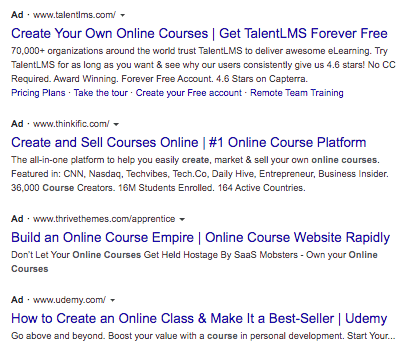 Ad · www.talentlms.com/
Create Your Own Online Courses | Get TalentLMS Forever Free
70,000+ organizations around the world trust TalentLMS to deliver awesome eLearning. Try
TalentLMS for as long as you want & see why our users consistently give us 4.6 stars! No CC
Required. Award Winning. Forever Free Account. 4.6 Stars on Capterra.
Pricing Plans · Take the tour · Create your Free account · Remote Team Training
Ad · www.thinkific.com/
Create and Sell Courses Online | #1 Online Course Platform
The all-in-one platform to help you easily create, market & sell your own online courses.
Featured in: CNN, Nasdaq, Techvibes, Tech.Co, Daily Hive, Entrepreneur, Business Insider.
36,000 Course Creators. 16M Students Enrolled. 164 Active Countries.
Ad · www.thrivethemes.com/apprentice
Build an Online Course Empire | Online Course Website Rapidly
Don't Let Your Online Courses Get Held Hostage By SaaS Mobsters - Own your Online
Courses
Ad · www.udemy.com/
How to Create an Online Class & Make It a Best-Seller | Udemy
Go above and beyond. Boost your value with a course in personal development. Start Your...